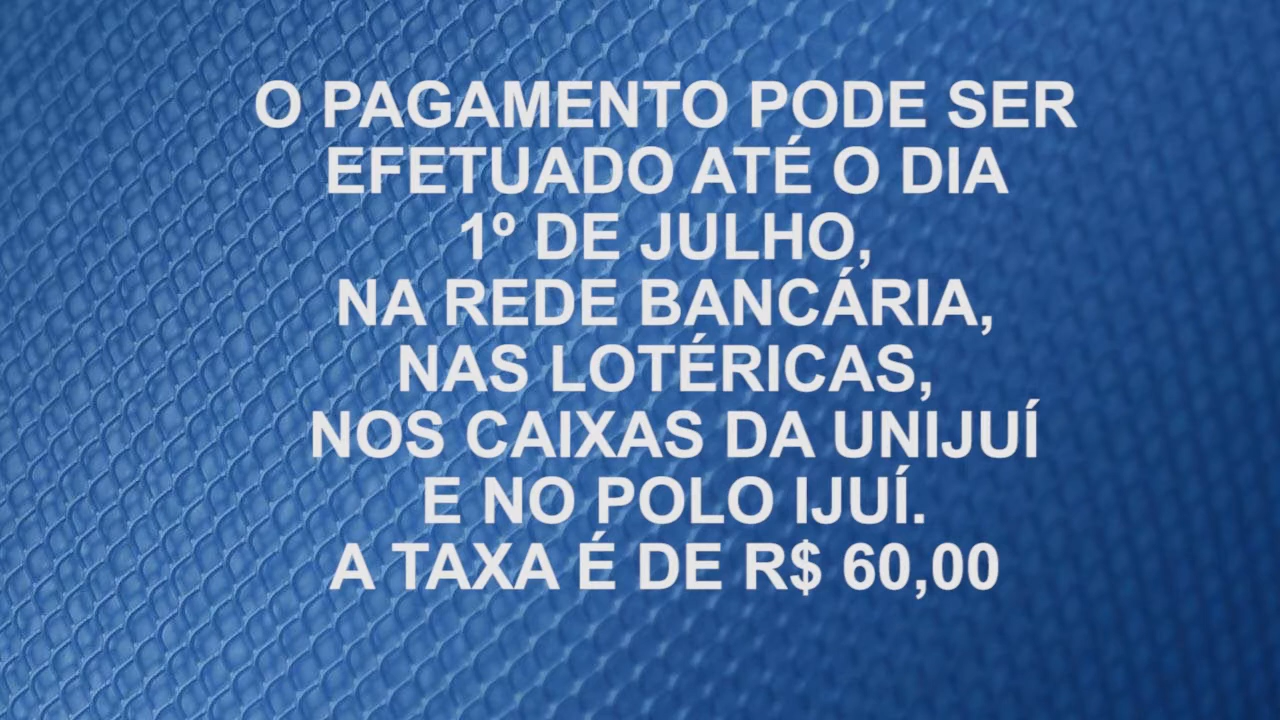 O PAGAMENTO PODE SER
EFETUADO ATÉ O DIA
1º DE JULHO,
NA REDE BANCÁRIA,
NAS LOTÉRICAS,
NOS CAIXAS DA UNIJUÍ
E NO POLO IJUÍ.
A TAXA É DE R$ 60,00